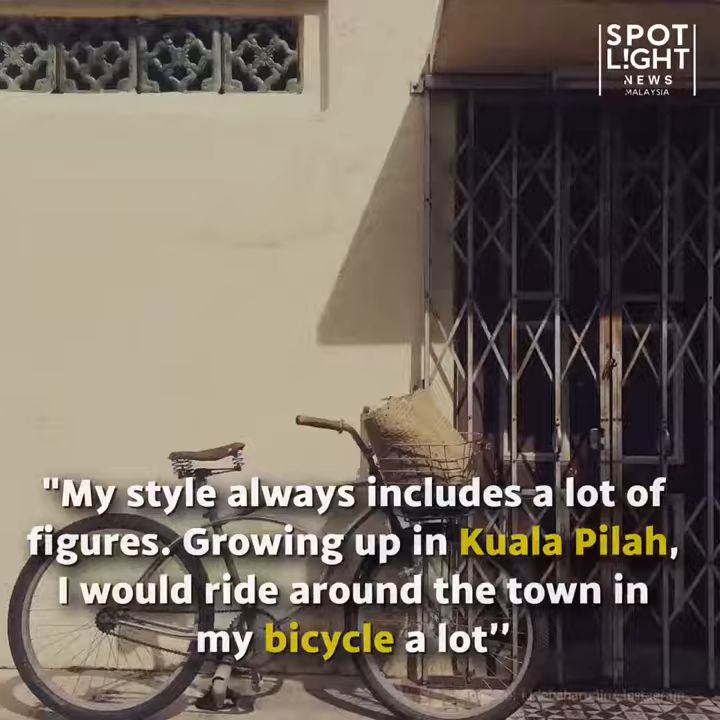 SPOT
L!GHT
NEWS
MALAYSIA
"My style always includes a lot of
figures. Growing up in Kuala Pilah,
I would ride around the town in
my bicycle a lot’’